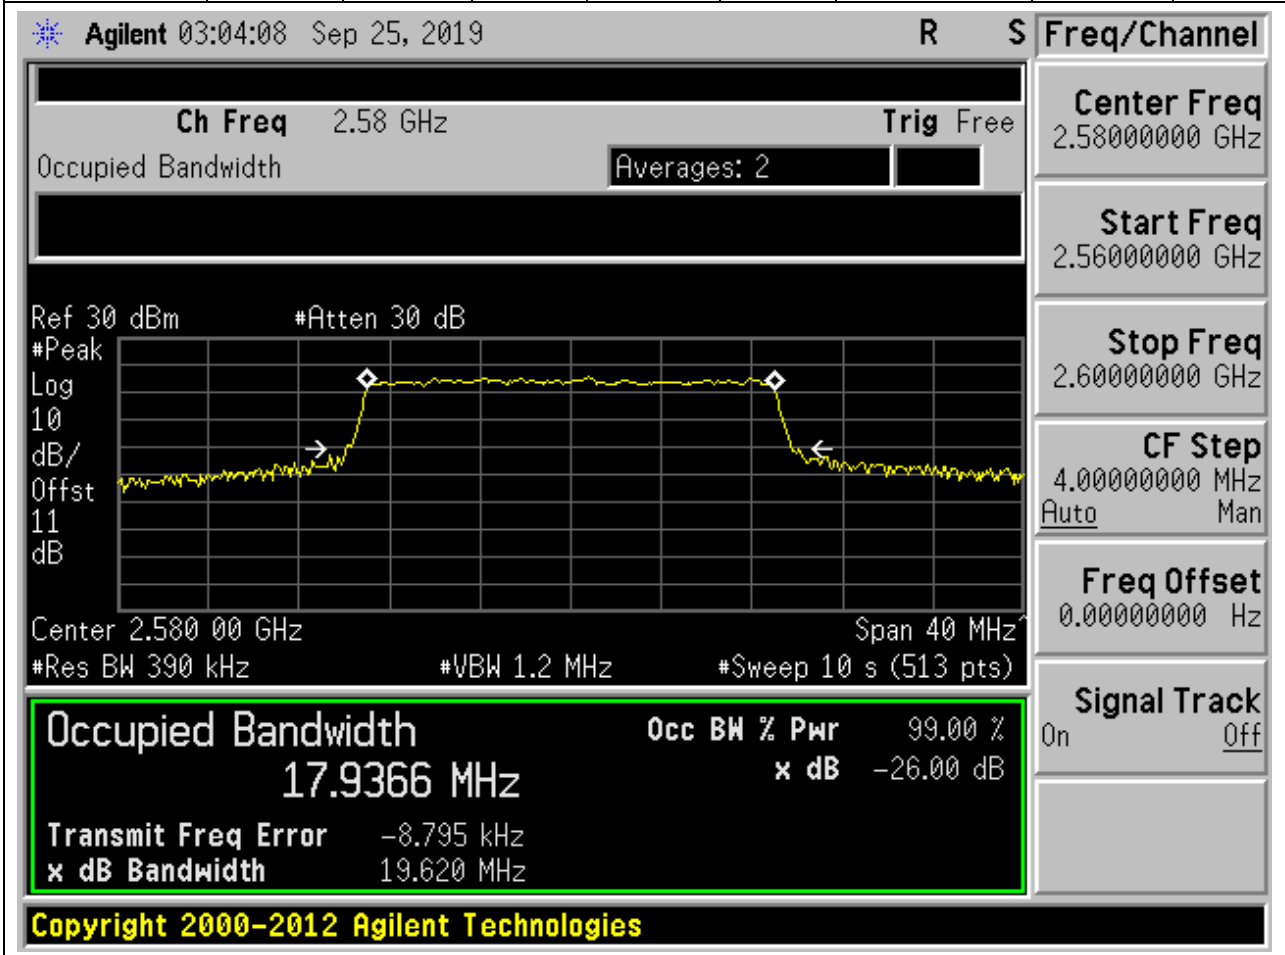 Agilent 03:04:08 Sep 25, 2019 R S
Freq/Channel
Ch Freq 2.58 GHz Trig Free
Occupied Bandwidth Averages: 2
Center Freq
2.58000000 GHz
Start Freq
2.56000000 GHz
Stop Freq
2.60000000 GHz
CF Step
4.00000000 MHz
Auto Man
Freq Offset
0.00000000 Hz
Signal Track
On Off
Ref 30 dBm #Atten 30 dB
#Peak
Log
10
dB/
Offst
11
dB
Center 2.580 00 GHz Span 40 MHz^
#Res BW 390 kHz #VBW 1.2 MHz #Sweep 10 s (513 pts)
Occupied Bandwidth
17.9366 MHz
Occ BW % Pwr 99.00 %
x dB -26.00 dB
Transmit Freq Error -8.795 kHz
x dB Bandwidth 19.620 MHz
Copyright 2000-2012 Agilent Technologies